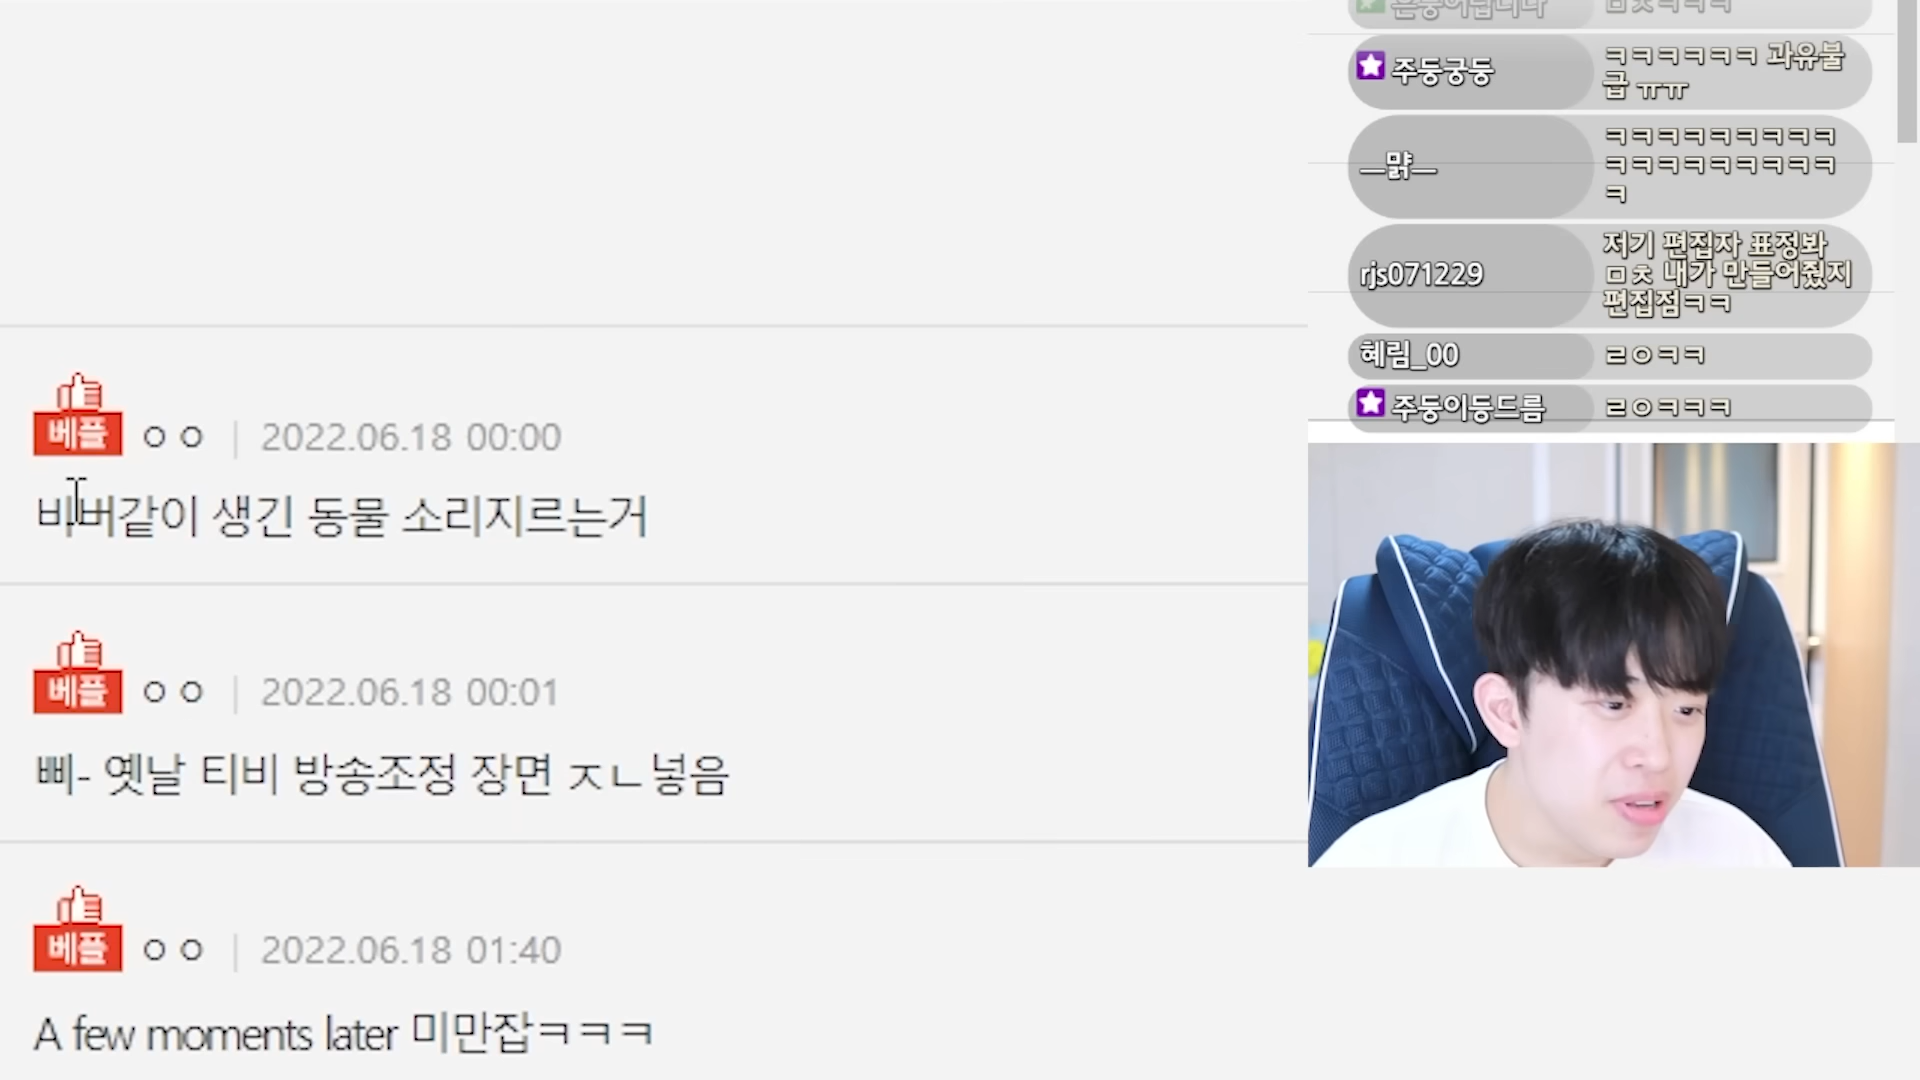 베플 ㅇㅇ | 2022.06.18 00:00
비버같이 생긴 동물 소리지르는거
베플 ㅇㅇ | 2022.06.18 00:01
삐- 옛날 티비 방송조정 장면 ㅈㄴ넣음
베플 ㅇㅇ | 2022.06.18 01:40
A few moments later 미만잡ㅋㅋㅋ
주둥궁둥
ㅋㅋㅋㅋㅋㅋ 과유불
급 ㅠㅠ
ㅋㅋㅋㅋㅋㅋㅋㅋㅋ
ㅋㅋㅋㅋㅋㅋㅋㅋㅋ
ㅋ
rjs071229
저기 편집자 표정봐
ㅁㅊ 내가 만들어줬지
편집점ㅋㅋ
혜림_00
ㄹㅇㅋㅋ
주둥이둥드름
ㄹㅇㅋㅋㅋ